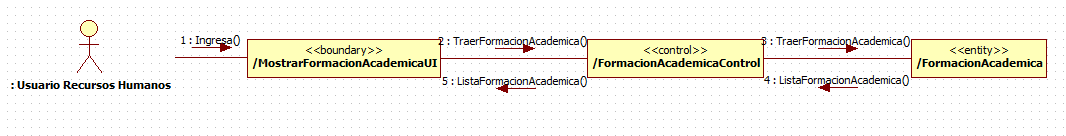 1 : Ingresa()
2 : TraerFormacionAcademica()
3 : TraerFormacionAcademica()
<<boundary>>
/MostrarFormacionAcademicaUI
<<control>>
/FormacionAcademicaControl
<<entity>>
/FormacionAcademica
5 : ListaFormacionAcademica()
4 : ListaFormacionAcademica()
: Usuario Recursos Humanos